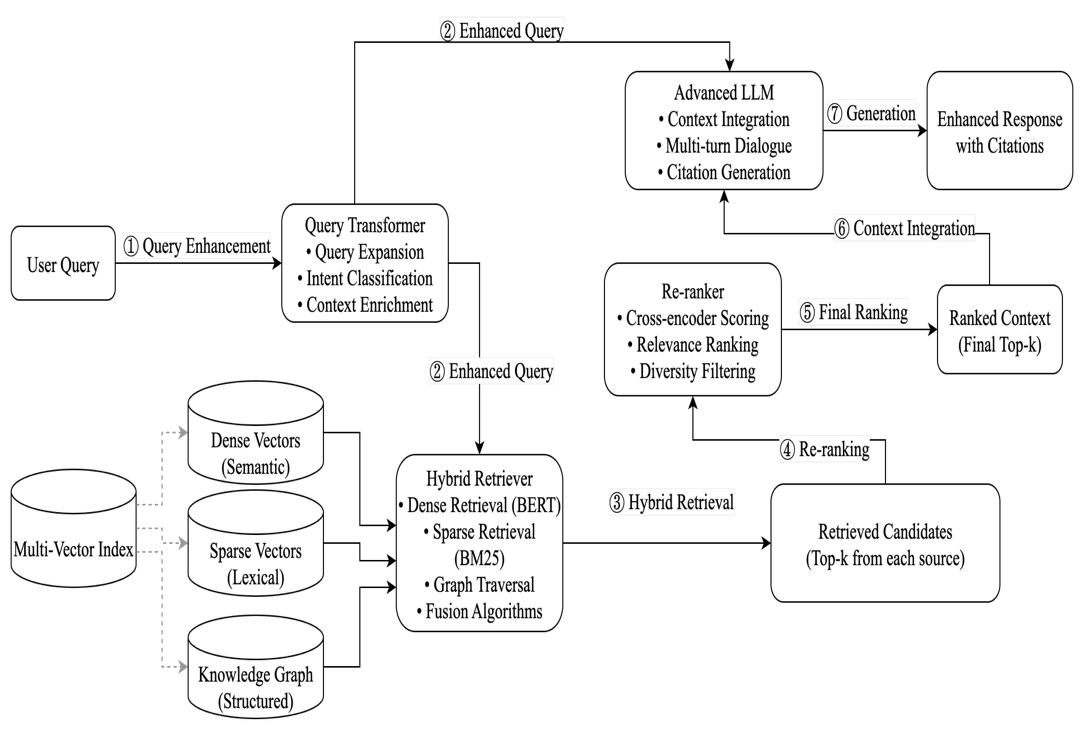 ② Enhanced Query
Advanced LLM
• Context Integration
• Multi-turn Dialogue
• Citation Generation
⑦ Generation
Enhanced Response
with Citations
User Query
① Query Enhancement
Query Transformer
• Query Expansion
• Intent Classification
• Context Enrichment
⑥ Context Integration
Re-ranker
• Cross-encoder Scoring
• Relevance Ranking
• Diversity Filtering
⑤ Final Ranking
Ranked Context
(Final Top-k)
② Enhanced Query
④ Re-ranking
Multi-Vector Index
Dense Vectors
(Semantic)
Sparse Vectors
(Lexical)
Knowledge Graph
(Structured)
Hybrid Retriever
• Dense Retrieval (BERT)
• Sparse Retrieval
(BM25)
• Graph Traversal
• Fusion Algorithms
③ Hybrid Retrieval
Retrieved Candidates
(Top-k from each source)